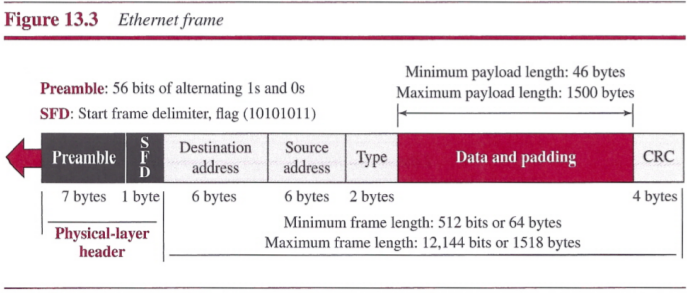 Figure 13.3 Ethernet frame
Minimum payload length: 46 bytes
Preamble: 56 bits of alternating 1s and 0s
Maximum payload length: 1500 bytes
SFD: Start frame delimiter, flag (10101011)
Preamble
S
F
D
Destination
address
Source
address
Type
Data and padding
CRC
7 bytes 1 byte 6 bytes 6 bytes 2 bytes 4 bytes
Physical-layer
header
Minimum frame length: 512 bits or 64 bytes
Maximum frame length: 12,144 bits or 1518 bytes